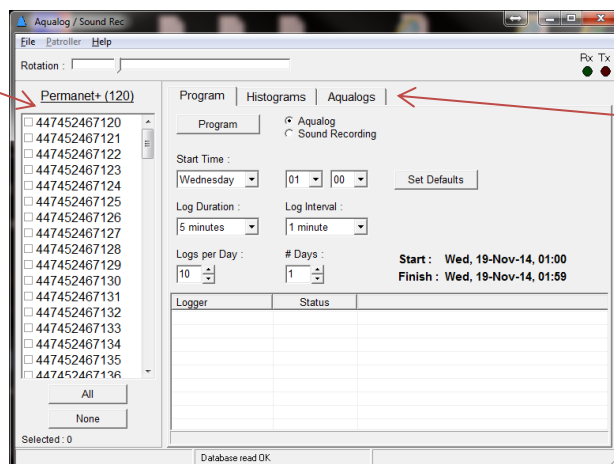 Aqualog / Sound Rec
File Patroller Help
Rotation :
Rx Tx
Permanet+ (120)
447452467120
447452467121
447452467122
447452467123
447452467124
447452467125
447452467126
447452467127
447452467128
447452467129
447452467130
447452467131
447452467132
447452467133
447452467134
447452467135
447452467136
All
None
Selected : 0
Program Histograms Aqualogs
Program
Aqualog
Sound Recording
Start Time :
Wednesday 01 00 Set Defaults
Log Duration : Log Interval :
5 minutes 1 minute
Logs per Day : # Days :
10 1
Start : Wed, 19-Nov-14, 01:00
Finish : Wed, 19-Nov-14, 01:59
Logger Status
Database read OK